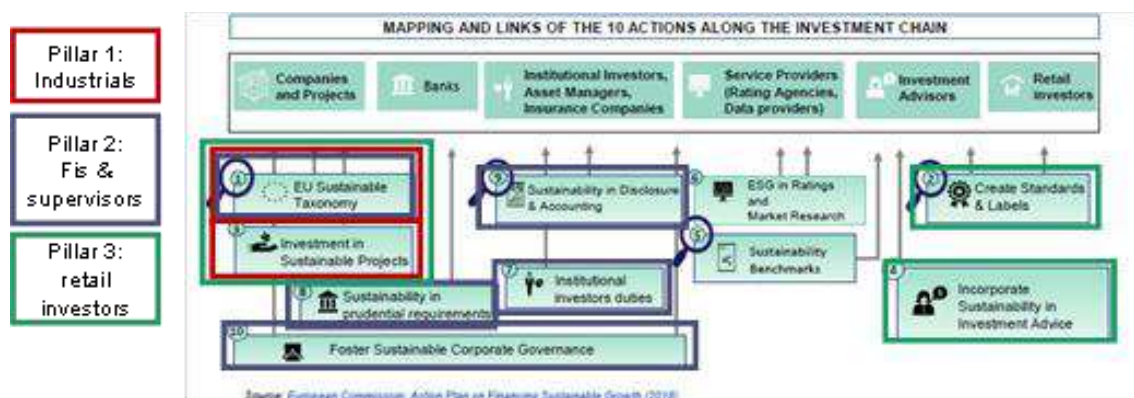 MAPPING AND LINKS OF THE 10 ACTIONS ALONG THE INVESTMENT CHAIN
Pillar 1:
Industrials
Pillar 2:
Fis &
supervisors
Pillar 3:
retail
investors
Companies
and Projects
Banks
Institutional Investors,
Asset Managers,
Insurance Companies
Service Providers
(Rating Agencies,
Data providers)
Investment
Advisors
Retail
investors
1
EU Sustainable
Taxonomy
3
Investment in
Sustainable Projects
8
Sustainability in
prudential requirements
10
Foster Sustainable Corporate Governance
9
Sustainability in Disclosure
& Accounting
7
Institutional
investors duties
6
ESG in Ratings
and
Market Research
5
Sustainability
Benchmarks
2
Create Standards
& Labels
4
Incorporate
Sustainability in
Investment Advice
Source: European Commission, Action Plan on Financing Sustainable Growth (2018)